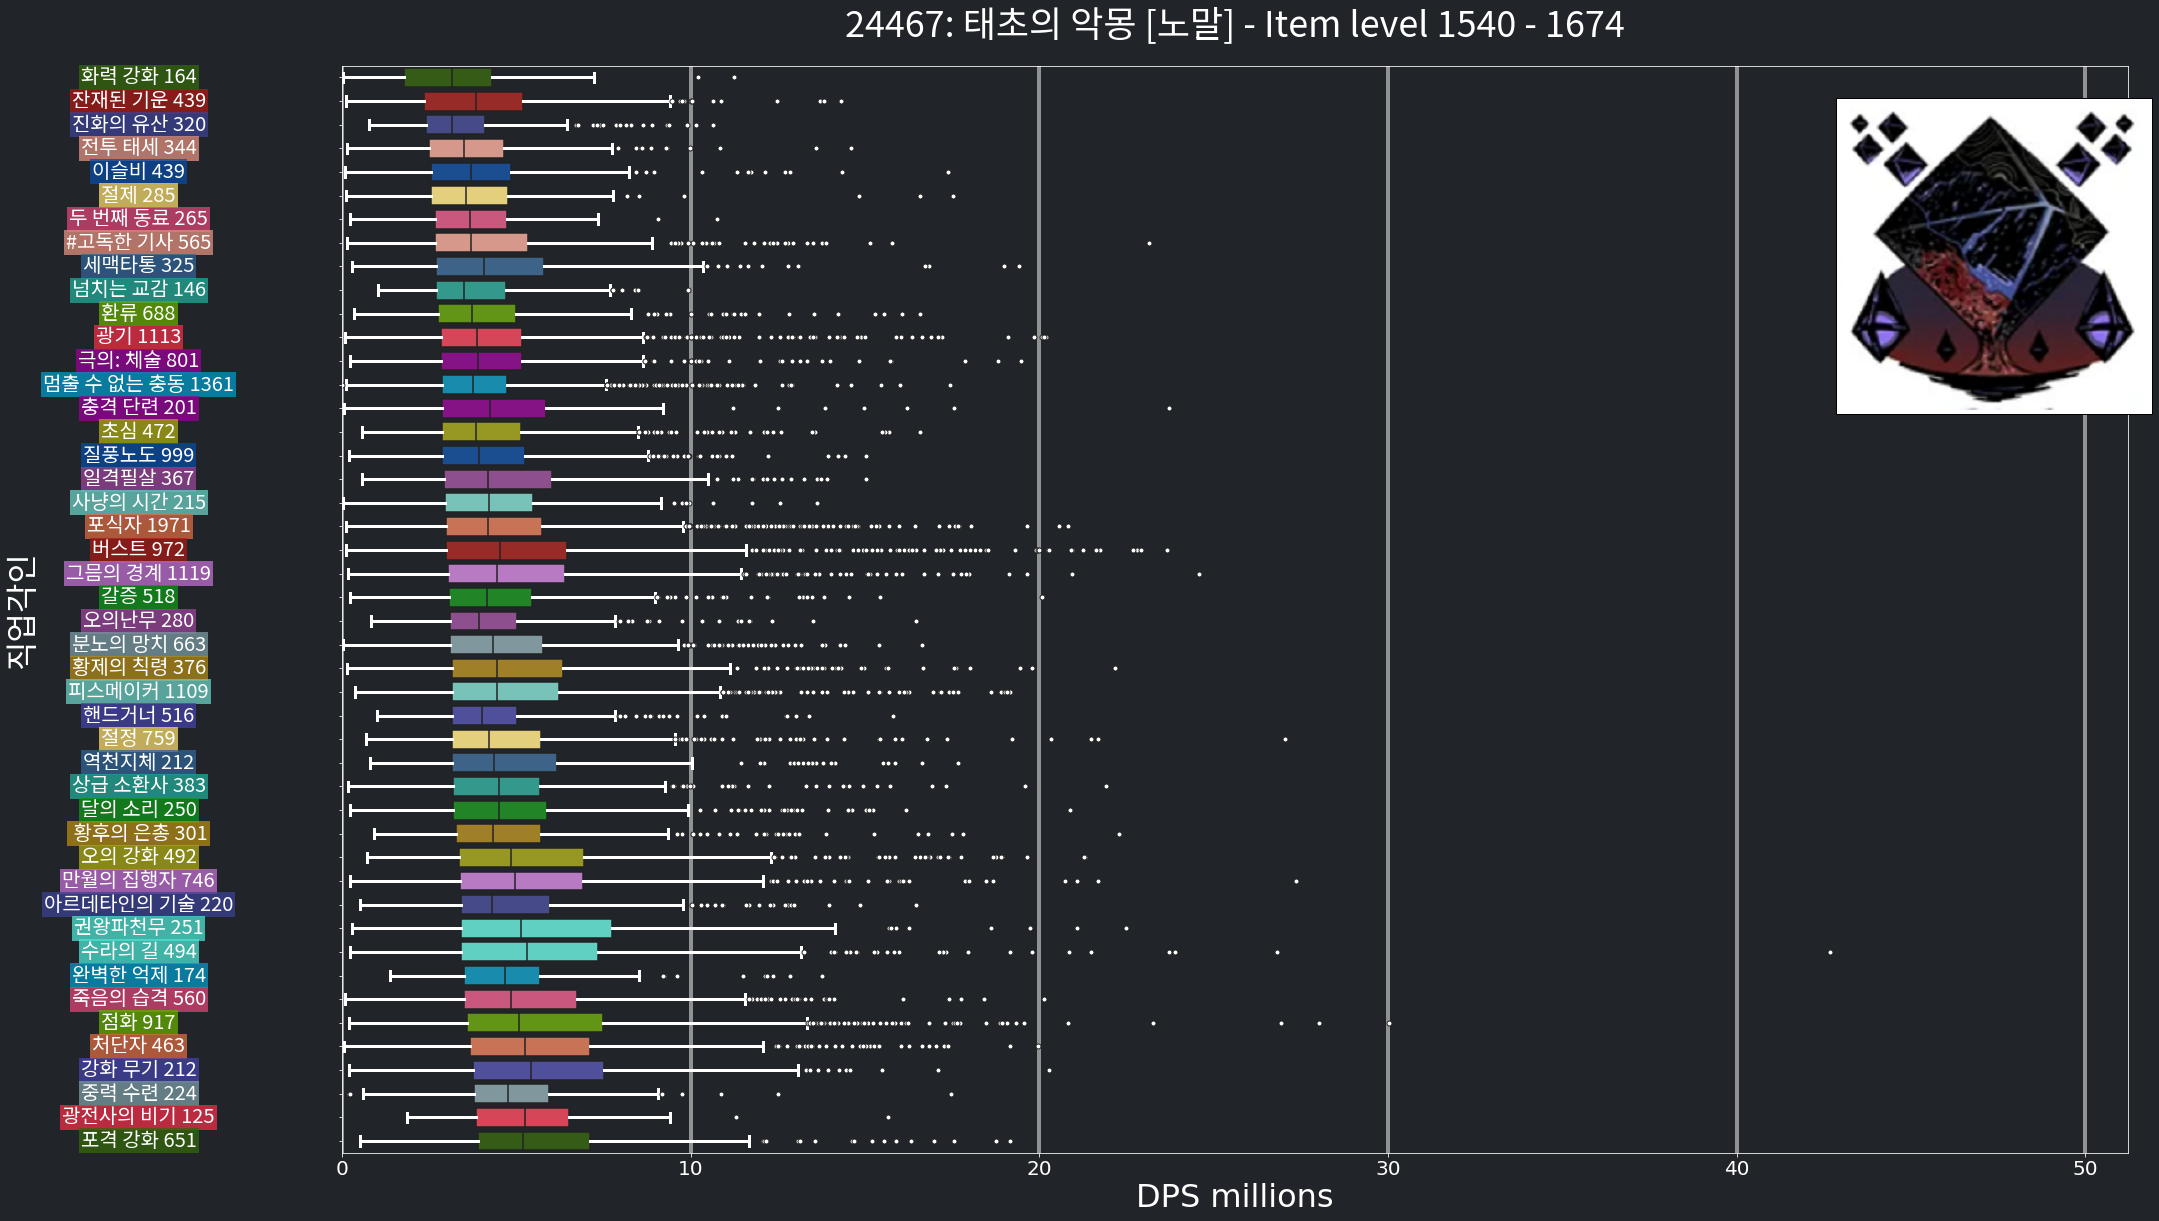 24467: 태초의 악몽 [노말] - Item level 1540 - 1674
직업각인
화력 강화 164
잔재된 기운 439
진화의 유산 320
전투 태세 344
이슬비 439
절제 285
두 번째 동료 265
#고독한 기사 565
세맥타통 325
넘치는 교감 146
환류 688
광기 1113
극의: 체술 801
멈출 수 없는 충동 1361
충격 단련 201
초심 472
질풍노도 999
일격필살 367
사냥의 시간 215
포식자 1971
버스트 972
그믐의 경계 1119
갈증 518
오의난무 280
분노의 망치 663
황제의 칙령 376
피스메이커 1109
핸드거너 516
절정 759
역천지체 212
상급 소환사 383
달의 소리 250
황후의 은총 301
오의 강화 492
만월의 집행자 746
아르데타인의 기술 220
권왕파천무 251
수라의 길 494
완벽한 억제 174
죽음의 습격 560
점화 917
처단자 463
강화 무기 212
중력 수련 224
광전사의 비기 125
포격 강화 651
0 10 20 30 40 50
DPS millions